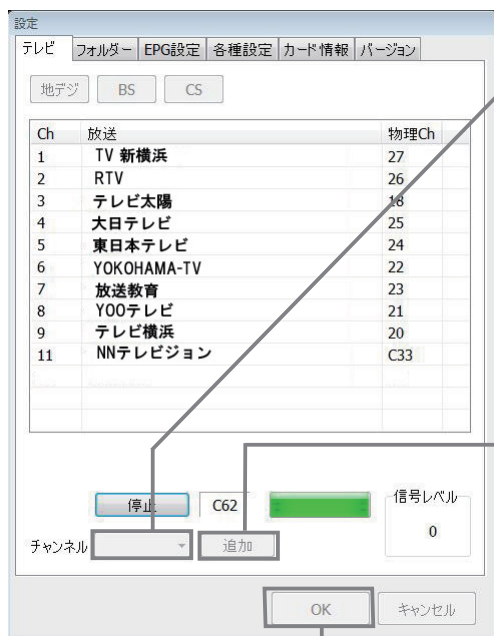 設定
テレビ フォルダー EPG設定 各種設定 カード情報 バージョン
地デジ BS CS
Ch 放送 物理Ch
1 TV 新横浜 27
2 RTV 26
3 テレビ太陽 18
4 大日テレビ 25
5 東日本テレビ 24
6 YOKOHAMA-TV 22
7 放送教育 23
8 YOOテレビ 21
9 テレビ横浜 20
11 NNテレビジョン C33
停止 C62 信号レベル
0
チャンネル 追加
OK キャンセル